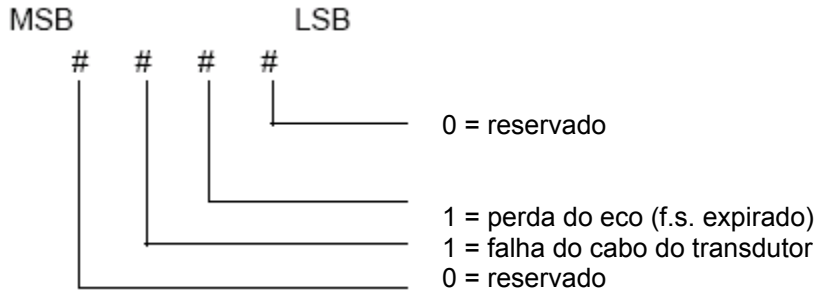 MSB LSB
# # # #
0 = reservado
1 = perda do eco (f.s. expirado)
1 = falha do cabo do transdutor
0 = reservado